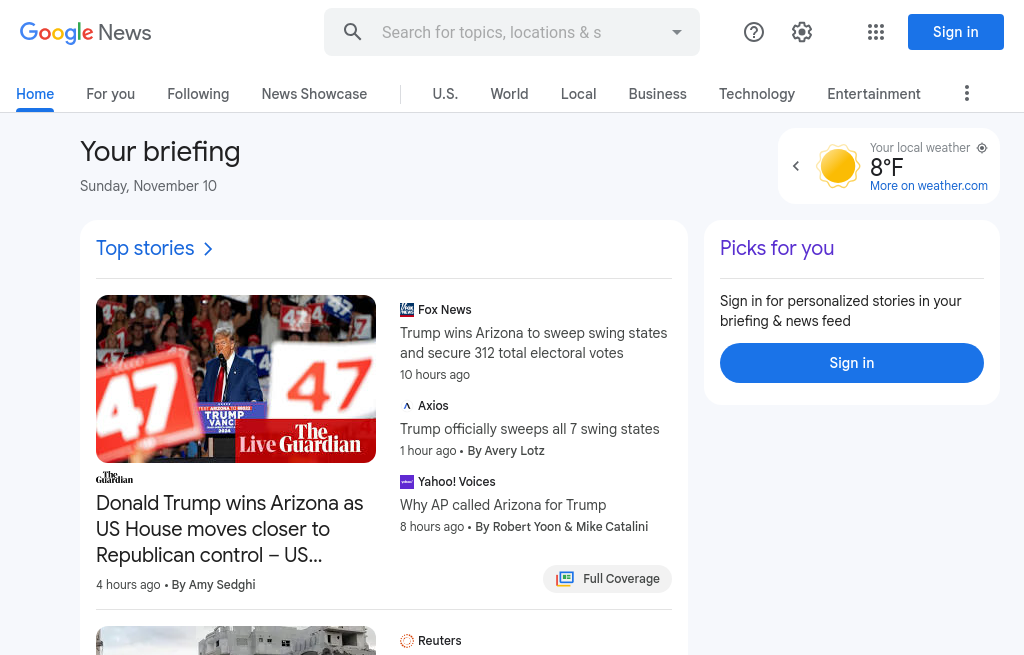 Google News
Search for topics, locations & s
Sign in
Home
For you
Following
News Showcase
U.S.
World
Local
Business
Technology
Entertainment
Your briefing
Sunday, November 10
Your local weather
8°F
More on weather.com
Top stories
47
47
47
47
TRUMP
VANCE
Live The Guardian
The Guardian
Donald Trump wins Arizona as
US House moves closer to
Republican control – US...
4 hours ago • By Amy Sedghi
Fox News
Trump wins Arizona to sweep swing states
and secure 312 total electoral votes
10 hours ago
Axios
Trump officially sweeps all 7 swing states
1 hour ago • By Avery Lotz
Yahoo! Voices
Why AP called Arizona for Trump
8 hours ago • By Robert Yoon & Mike Catalini
Full Coverage
Reuters
Picks for you
Sign in for personalized stories in your
briefing & news feed
Sign in